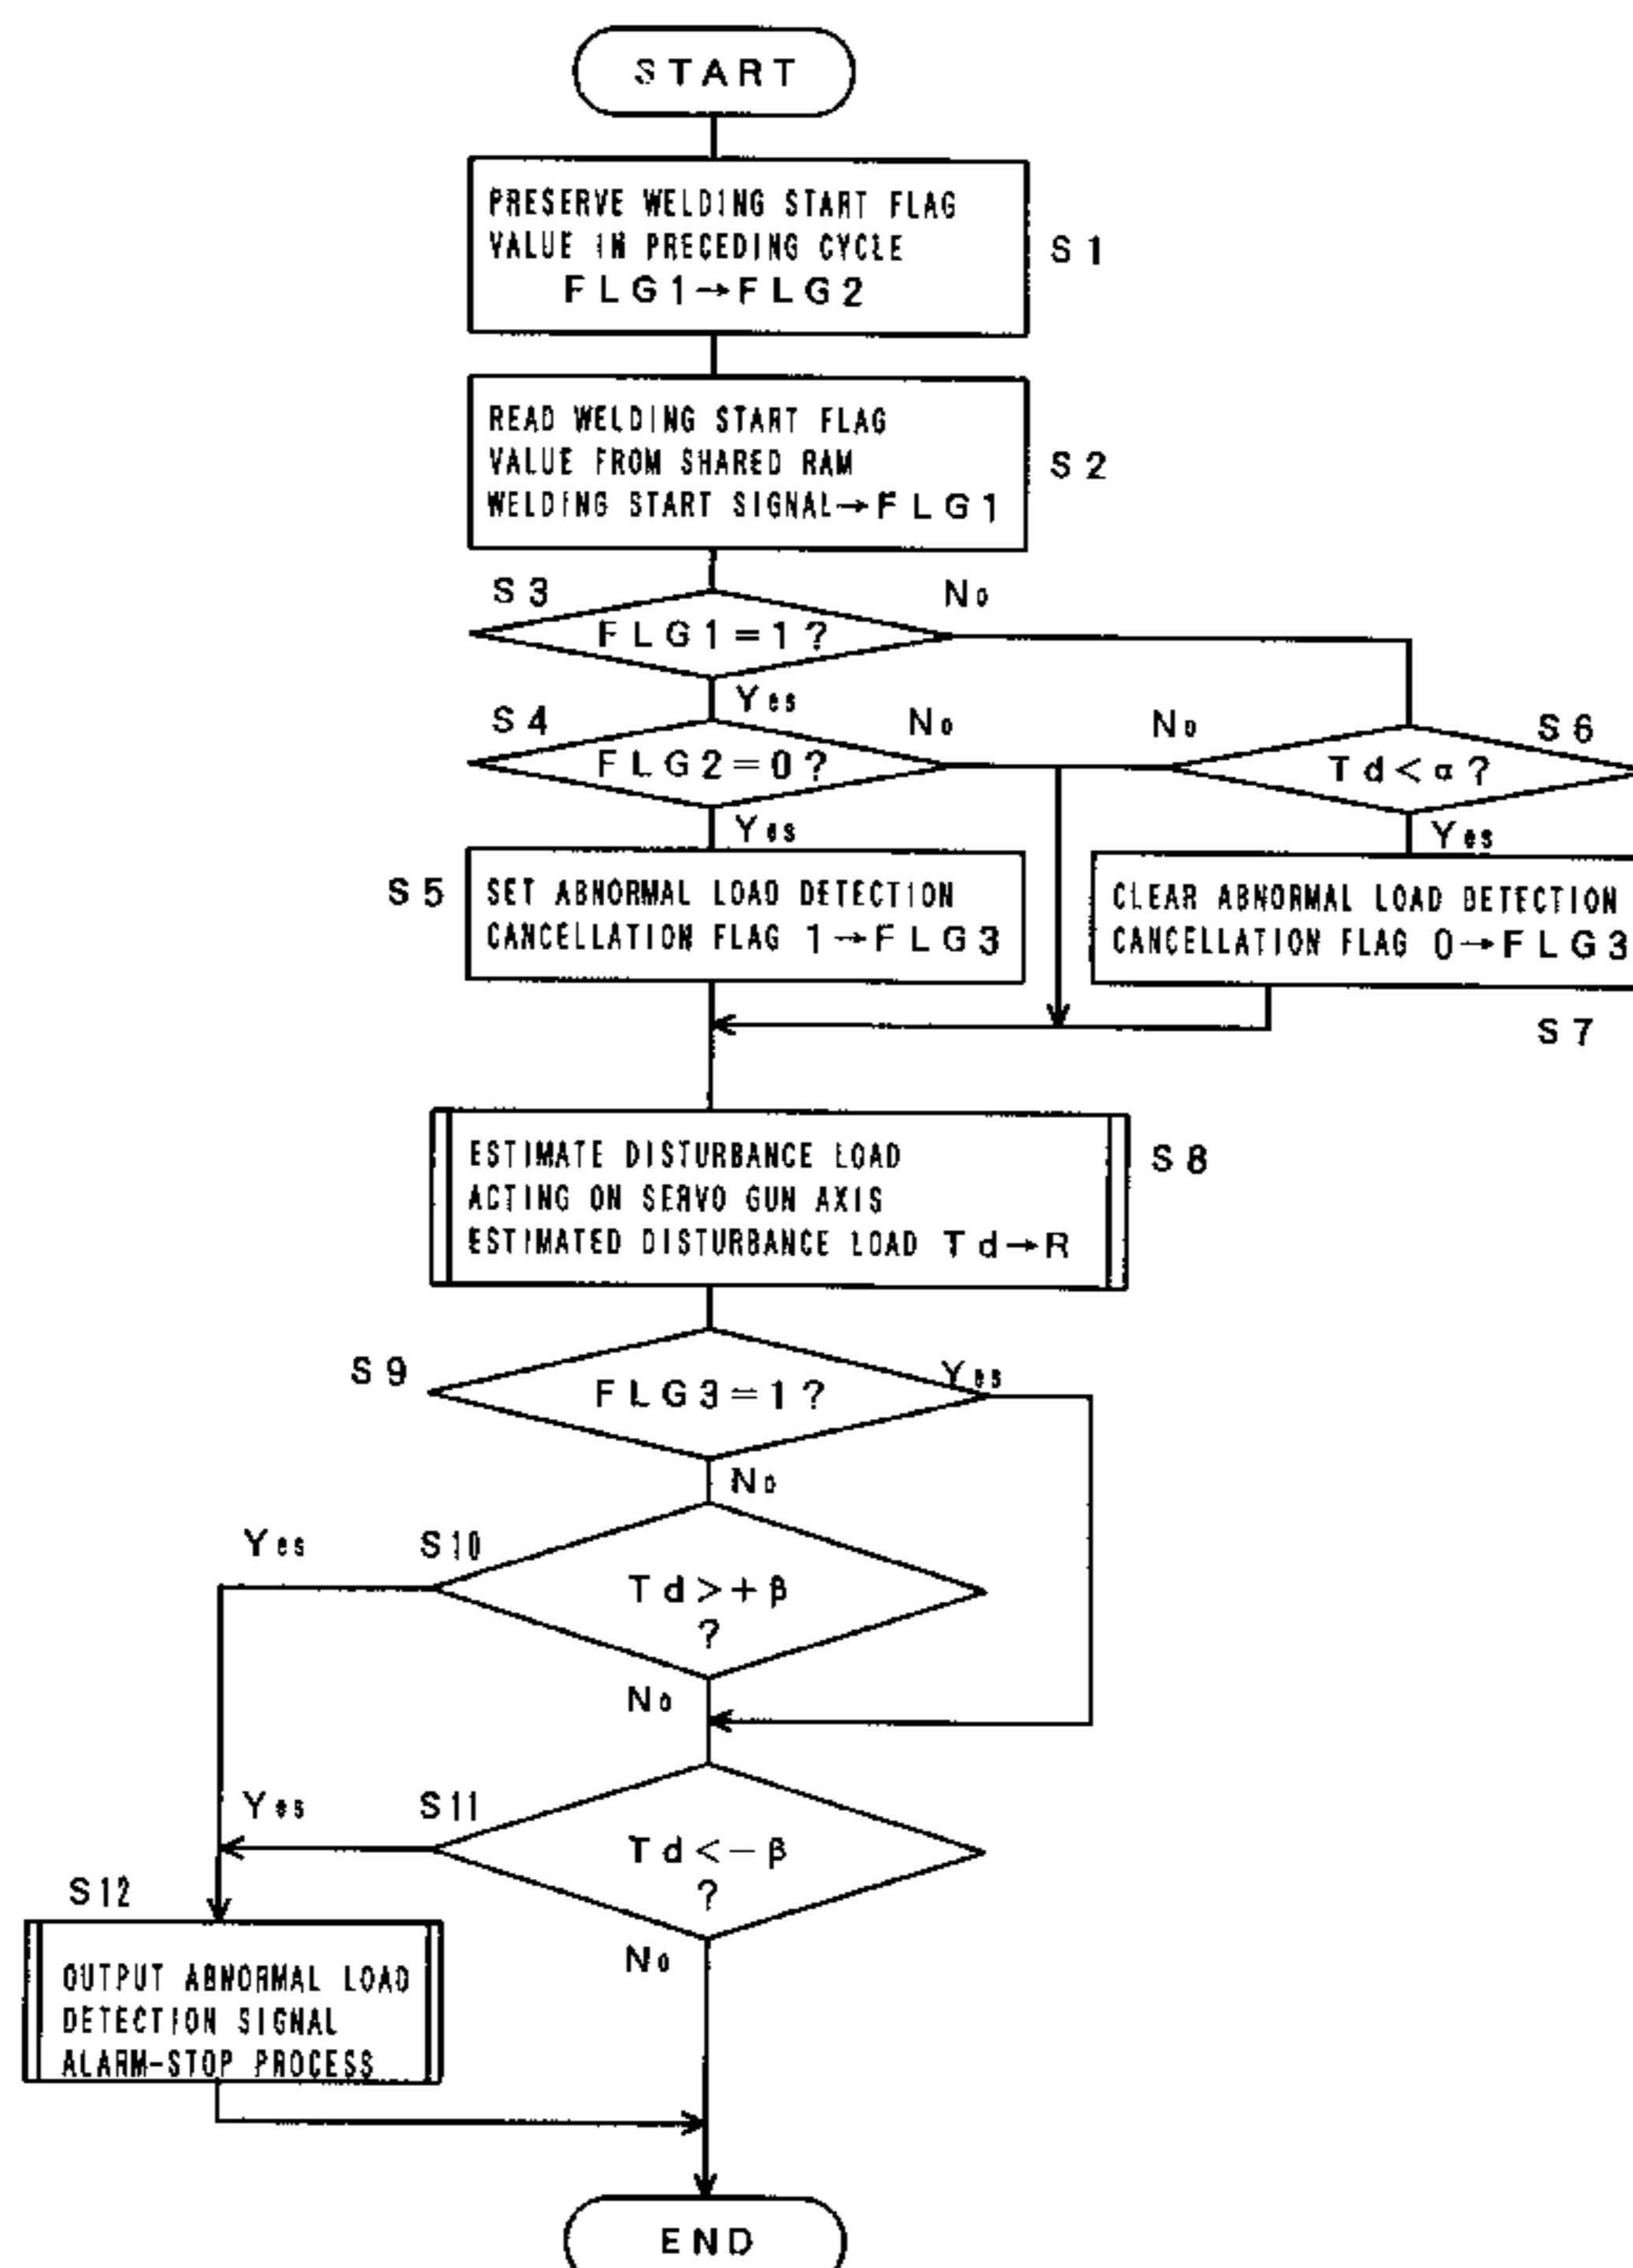 START
PRESERVE WELDING START FLAG
VALUE IN PRECEDING CYCLE
FLG1→FLG2
S1
READ WELDING START FLAG
VALUE FROM SHARED RAM
WELDING START SIGNAL→FLG1
S2
S3
FLG1=1?
No
Yes
S4
FLG2=0?
No
Yes
No
S6
Td<α?
Yes
S5
SET ABNORMAL LOAD DETECTION
CANCELLATION FLAG 1→FLG3
CLEAR ABNORMAL LOAD DETECTION
CANCELLATION FLAG 0→FLG3
S7
ESTIMATE DISTURBANCE LOAD
ACTING ON SERVO GUN AXIS
ESTIMATED DISTURBANCE LOAD Td→R
S8
S9
FLG3=1?
Yes
No
Yes
S10
Td>+β
?
No
Yes
S11
Td<-β
?
No
S12
OUTPUT ABNORMAL LOAD
DETECTION SIGNAL
ALARM-STOP PROCESS
END